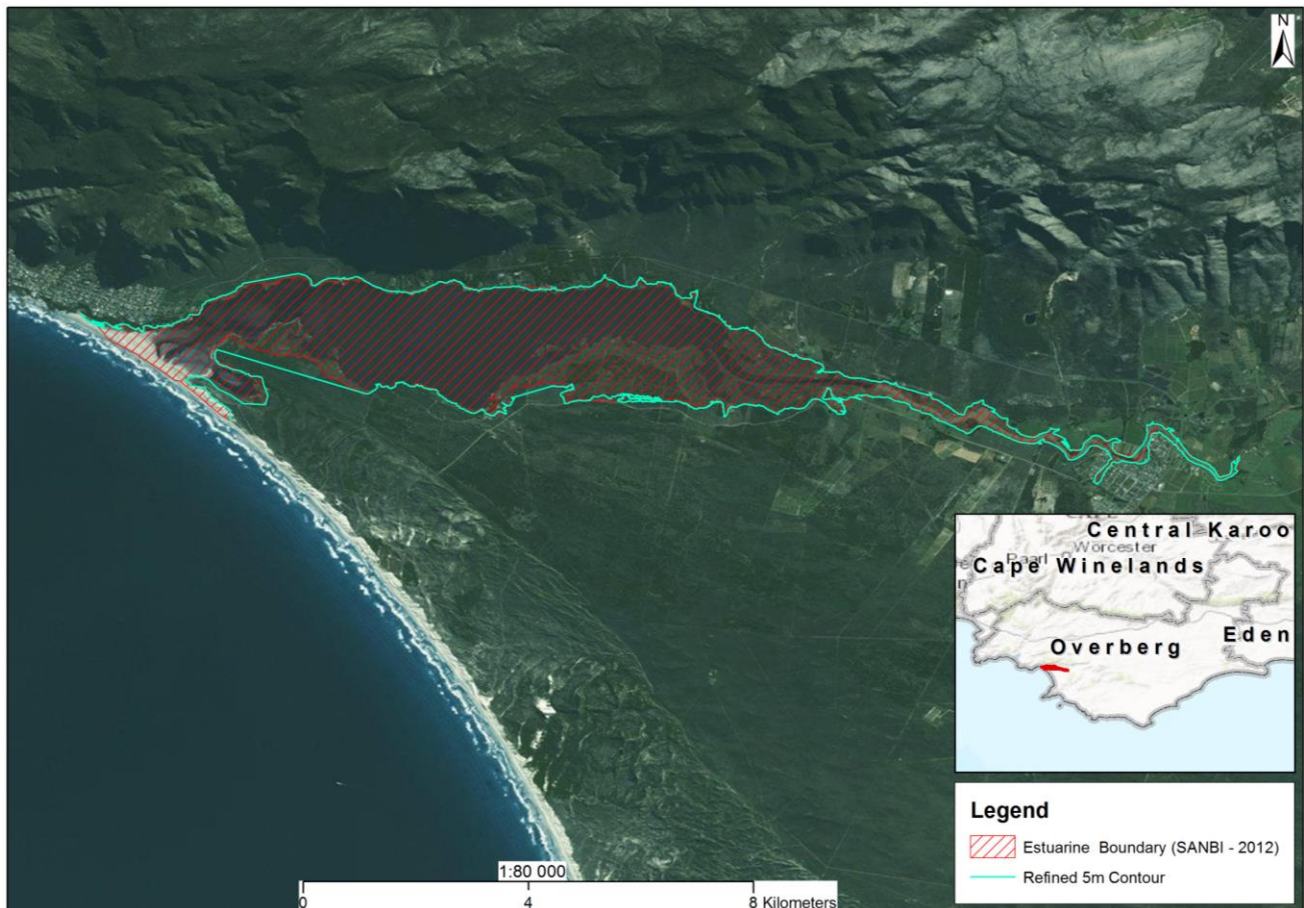 N
Central Karoo
Worcester
Paarl
Cape Winelands
Eden
Overberg
Legend
Estuarine Boundary (SANBI - 2012)
Refined 5m Contour
1:80 000
0 4 8 Kilometers